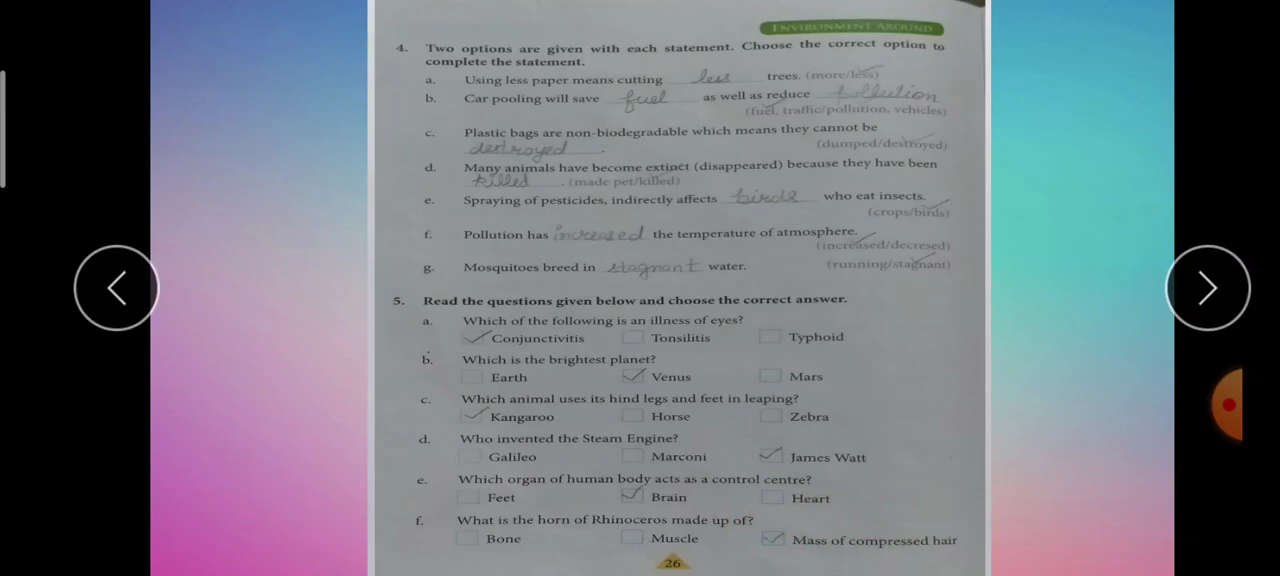 ENVIRONMENT AROUND
4. Two options are given with each statement. Choose the correct option to
complete the statement.
a. Using less paper means cutting less trees. (more/less)
b. Car pooling will save fuel as well as reduce pollution
(fuel, traffic/pollution, vehicles)
c. Plastic bags are non-biodegradable which means they cannot be
destroyed . (dumped/destroyed)
d. Many animals have become extinct (disappeared) because they have been
killed . (made pet/killed)
e. Spraying of pesticides, indirectly affects birds who eat insects.
(crops/birds)
f. Pollution has increased the temperature of atmosphere.
(increased/decresed)
g. Mosquitoes breed in stagnant water. (running/stagnant)
5. Read the questions given below and choose the correct answer.
a. Which of the following is an illness of eyes?
Conjunctivitis Tonsilitis Typhoid
b. Which is the brightest planet?
Earth Venus Mars
c. Which animal uses its hind legs and feet in leaping?
Kangaroo Horse Zebra
d. Who invented the Steam Engine?
Galileo Marconi James Watt
e. Which organ of human body acts as a control centre?
Feet Brain Heart
f. What is the horn of Rhinoceros made up of?
Bone Muscle Mass of compressed hair
26